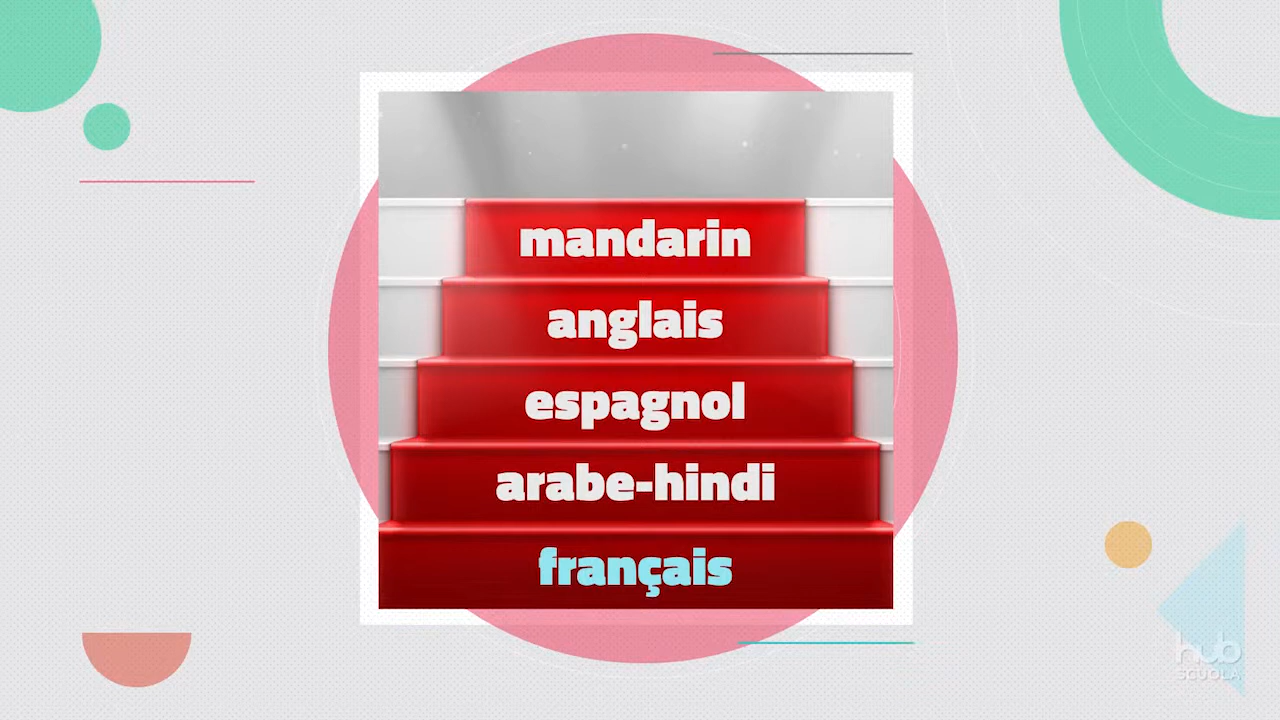 mandarin
anglais
espagnol
arabe-hindi
français
hub
SCUOLA